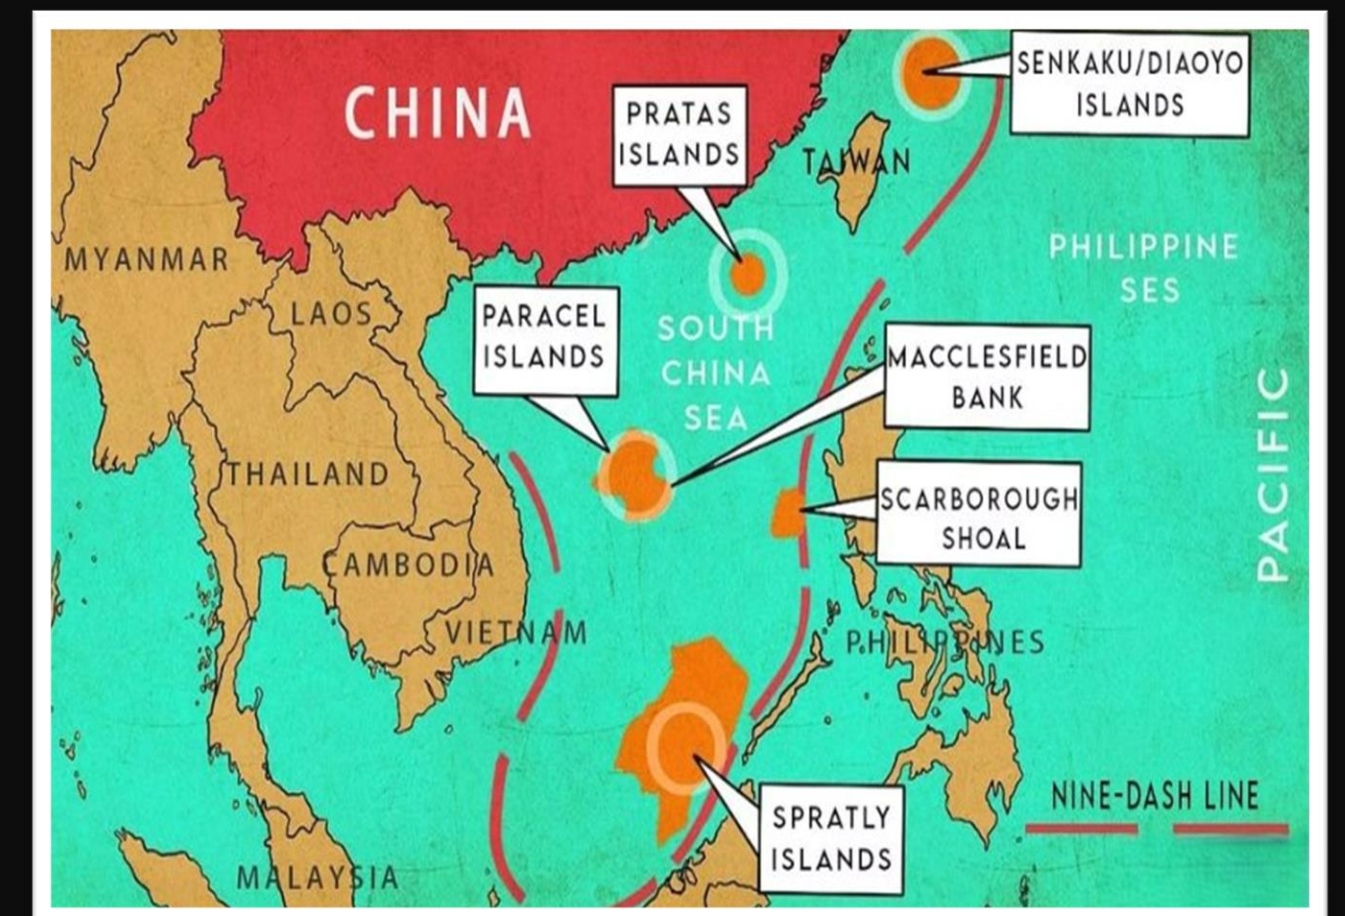 CHINA
PRATAS
ISLANDS
SENKAKU/DIAOYO
ISLANDS
TAIWAN
MYANMAR
PHILIPPINE
SES
LAOS
PARACEL
ISLANDS
SOUTH
CHINA
SEA
MACCLESFIELD
BANK
PACIFIC
THAILAND
SCARBOROUGH
SHOAL
CAMBODIA
VIETNAM
PHILIPPINES
NINE-DASH LINE
SPRATLY
ISLANDS
MALAYSIA